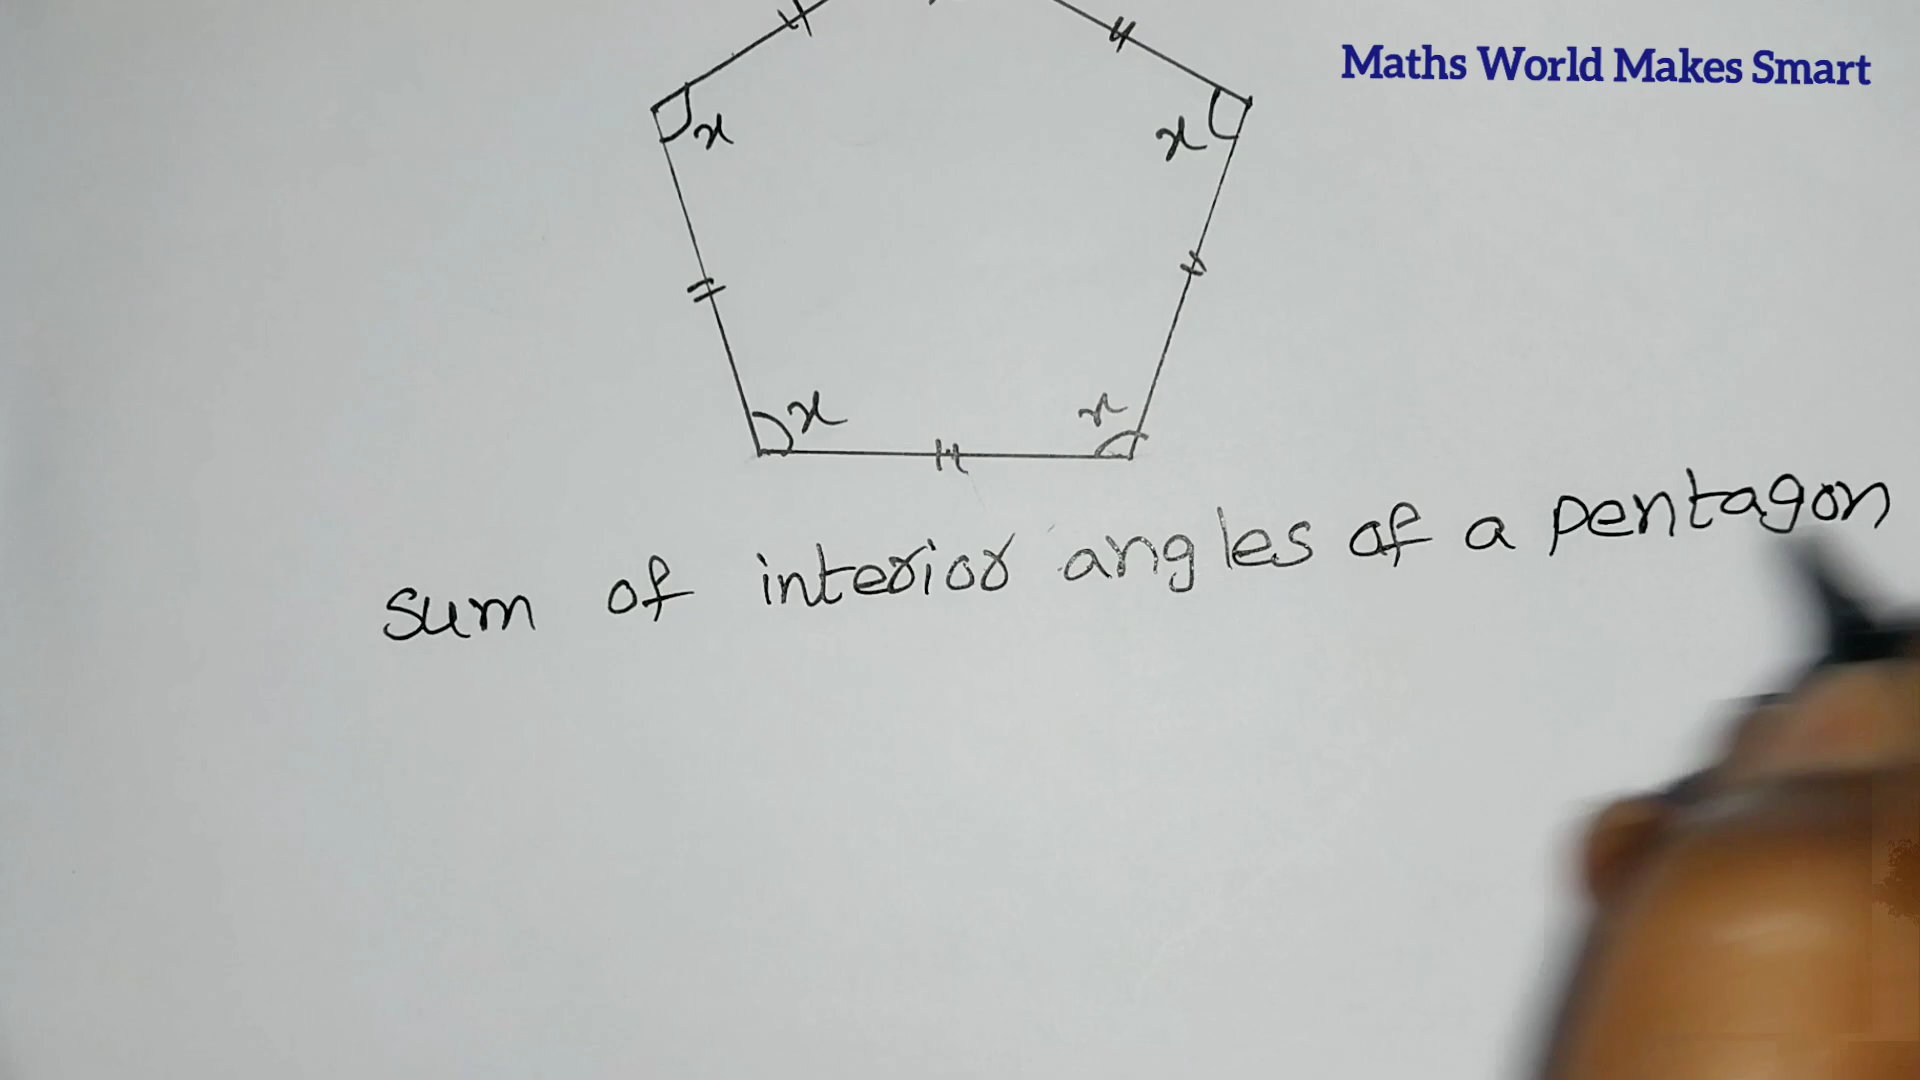 Maths World Makes Smart
x x
x x
sum of interior angles of a pentagon